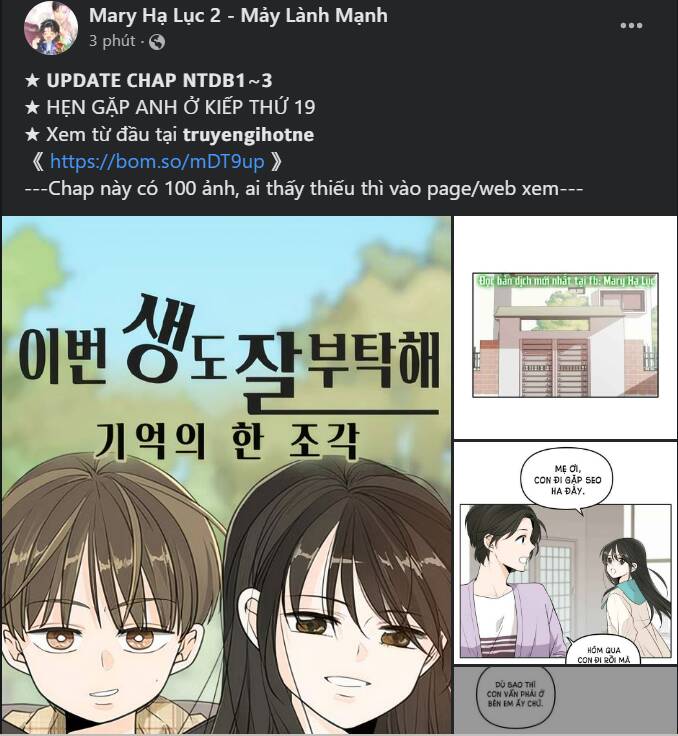 Mary Hạ Lục 2 - Mảy Lành Mạnh
3 phút ·
★ UPDATE CHAP NTDB1~3
★ HẸN GẶP ANH Ở KIẾP THỨ 19
★ Xem từ đầu tại truyengihotne
《 https://bom.so/mDT9up 》
---Chap này có 100 ảnh, ai thấy thiếu thì vào page/web xem---
이번 생도 잘 부탁해
기억의 한 조각
Đọc bản dịch mới nhất tại fb: Mary Hạ Lục
MẸ ƠI,
CON ĐI GẶP SEO
HA ĐÂY.
HÔM QUA
CON ĐI RỒI MÀ
DÙ SAO THÌ
CON VẪN PHẢI Ở
BÊN EM ẤY CHỨ.